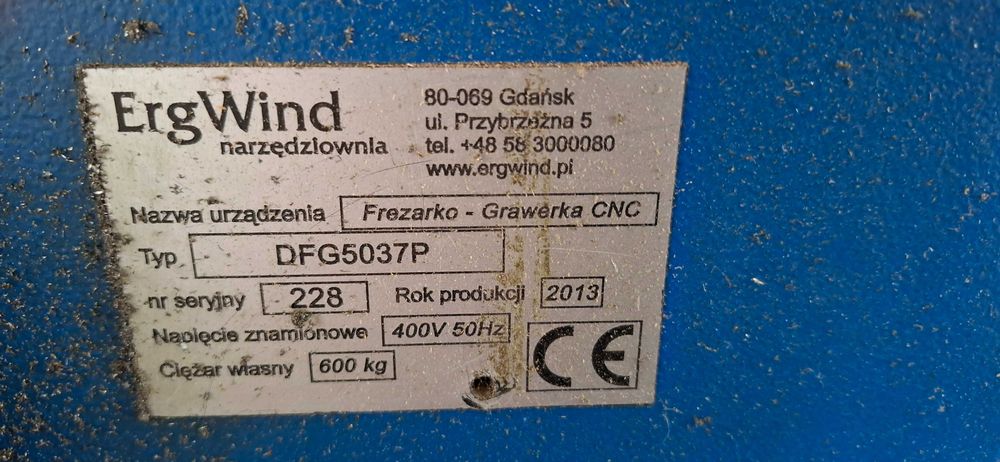 ErgWind
narzędziownia
80-069 Gdańsk
ul. Przybrzeżna 5
tel. +48 58 3000080
www.ergwind.pl
Nazwa urządzenia Frezarko - Grawerka CNC
Typ DFG5037P
nr seryjny 228 Rok produkcji 2013
Napięcie znamionowe 400V 50Hz
Ciężar własny 600 kg
CE